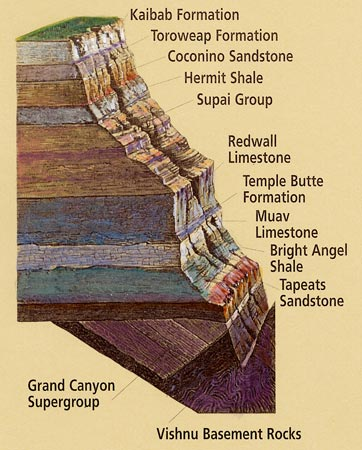 Kaibab Formation
Toroweap Formation
Coconino Sandstone
Hermit Shale
Supai Group
Redwall
Limestone
Temple Butte
Formation
Muav
Limestone
Bright Angel
Shale
Tapeats
Sandstone
Grand Canyon
Supergroup
Vishnu Basement Rocks